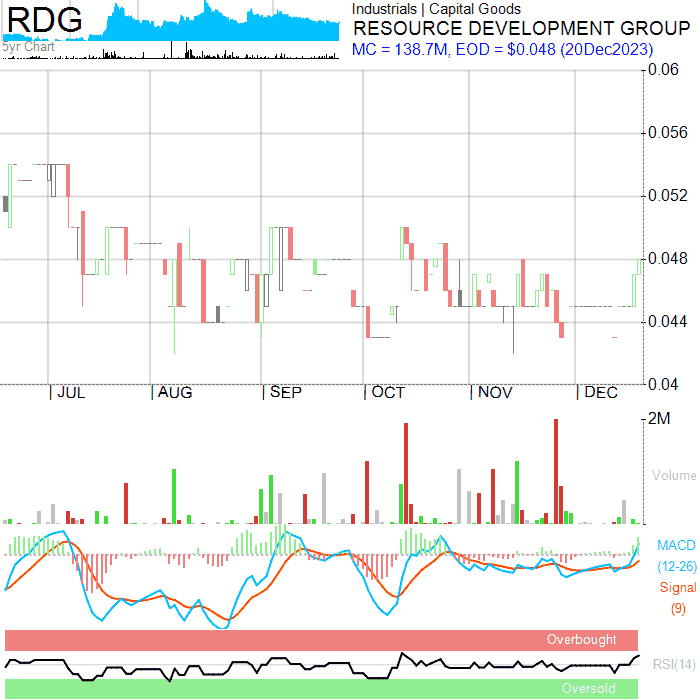 RDG
5yr Chart
Industrials | Capital Goods
RESOURCE DEVELOPMENT GROUP
MC = 138.7M, EOD = $0.048 (20Dec2023)
0.06
0.056
0.052
0.048
0.044
0.04
JUL AUG SEP OCT NOV DEC
2M
Volume
MACD
(12-26)
Signal
(9)
Overbought
RSI(14)
Oversold